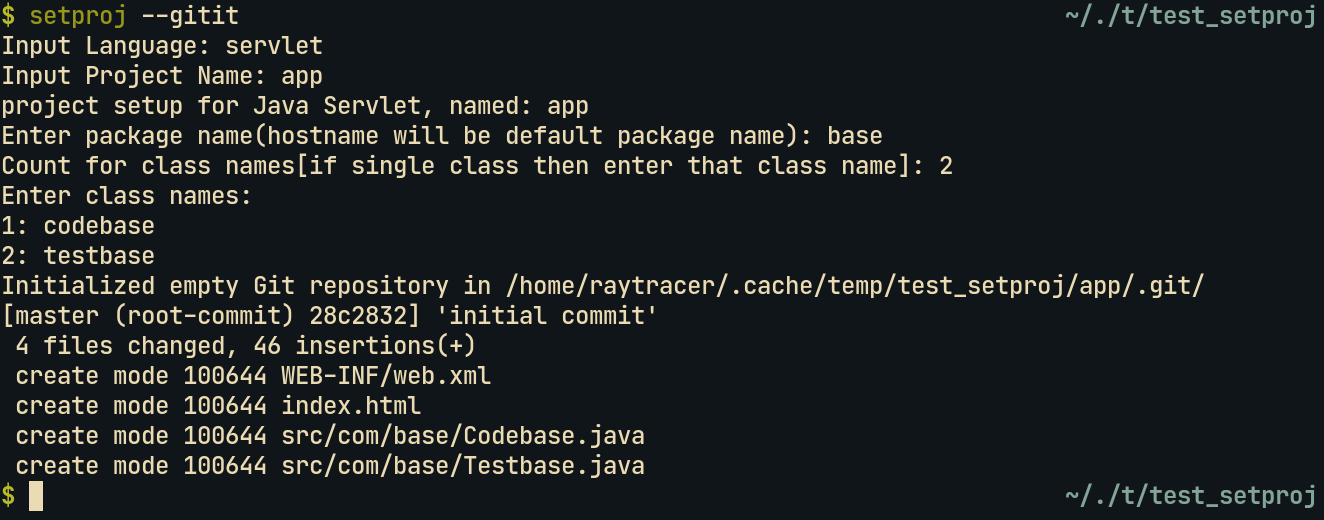 $ setproj --gitit ~/./t/test_setproj
Input Language: servlet
Input Project Name: app
project setup for Java Servlet, named: app
Enter package name(hostname will be default package name): base
Count for class names[if single class then enter that class name]: 2
Enter class names:
1: codebase
2: testbase
Initialized empty Git repository in /home/raytracer/.cache/temp/test_setproj/app/.git/
[master (root-commit) 28c2832] 'initial commit'
 4 files changed, 46 insertions(+)
 create mode 100644 WEB-INF/web.xml
 create mode 100644 index.html
 create mode 100644 src/com/base/Codebase.java
 create mode 100644 src/com/base/Testbase.java
$ ~/./t/test_setproj